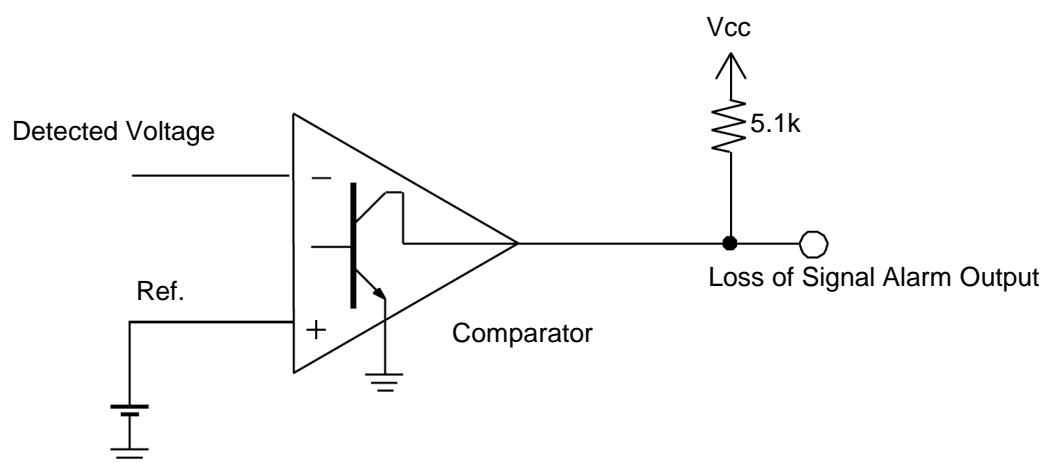 Vcc
5.1k
Detected Voltage
−
Ref.
+
Comparator
Loss of Signal Alarm Output